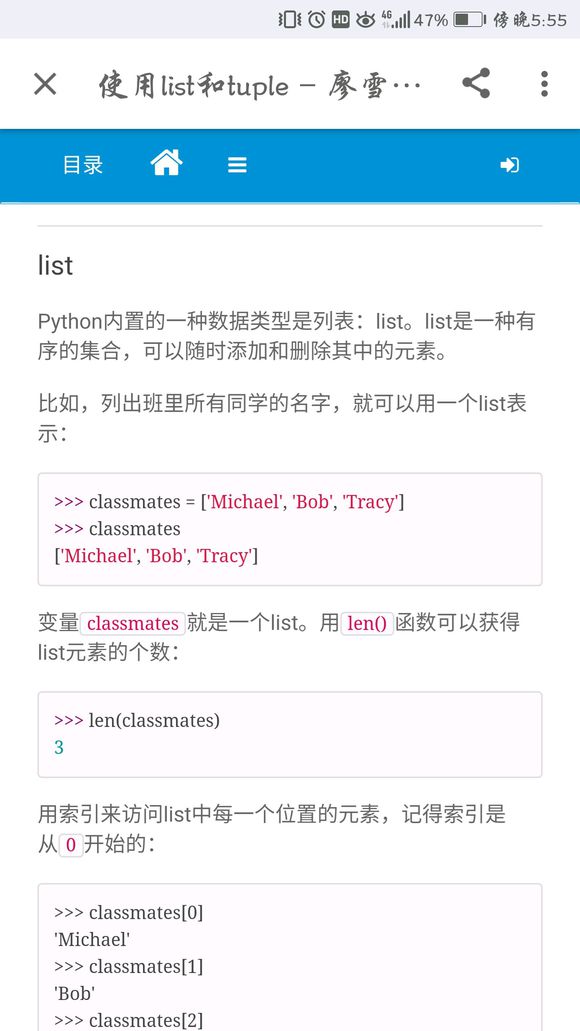 HD 4G 47% 傍晚5:55
使用list和tuple – 廖雪…
目录
list
Python内置的一种数据类型是列表：list。list是一种有
序的集合，可以随时添加和删除其中的元素。
比如，列出班里所有同学的名字，就可以用一个list表
示：
>>> classmates = ['Michael', 'Bob', 'Tracy']
>>> classmates
['Michael', 'Bob', 'Tracy']
变量classmates就是一个list。用len()函数可以获得
list元素的个数：
>>> len(classmates)
3
用索引来访问list中每一个位置的元素，记得索引是
从0开始的：
>>> classmates[0]
'Michael'
>>> classmates[1]
'Bob'
>>> classmates[2]